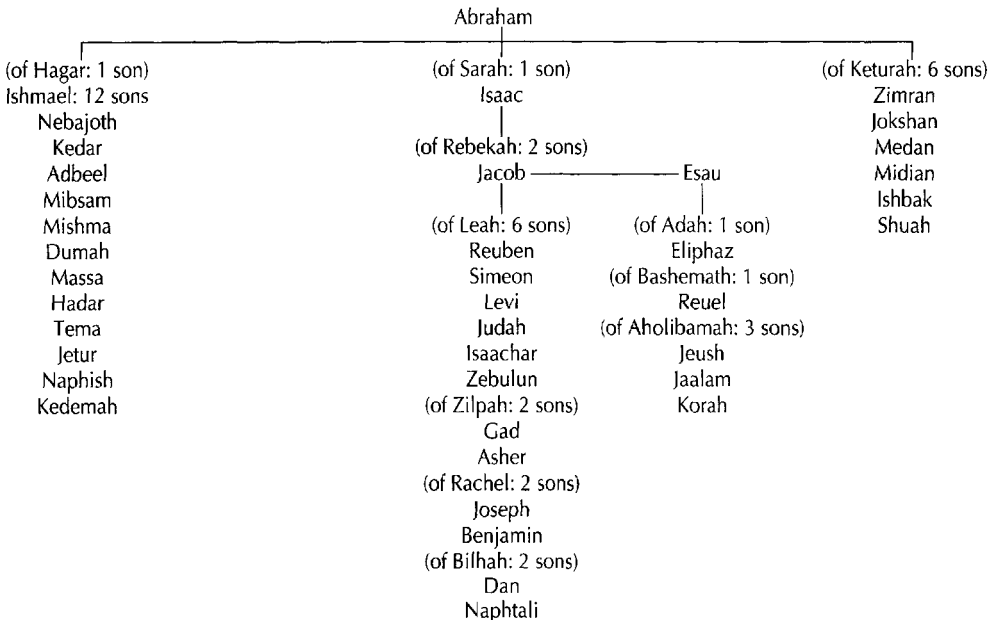 Abraham
(of Hagar: 1 son)
Ishmael: 12 sons
Nebajoth
Kedar
Adbeel
Mibsam
Mishma
Dumah
Massa
Hadar
Tema
Jetur
Naphish
Kedemah
(of Sarah: 1 son)
Isaac
(of Rebekah: 2 sons)
Jacob
(of Leah: 6 sons)
Reuben
Simeon
Levi
Judah
Isaachar
Zebulun
(of Zilpah: 2 sons)
Gad
Asher
(of Rachel: 2 sons)
Joseph
Benjamin
(of Bilhah: 2 sons)
Dan
Naphtali
Esau
(of Adah: 1 son)
Eliphaz
(of Bashemath: 1 son)
Reuel
(of Aholibamah: 3 sons)
Jeush
Jaalam
Korah
(of Keturah: 6 sons)
Zimran
Jokshan
Medan
Midian
Ishbak
Shuah